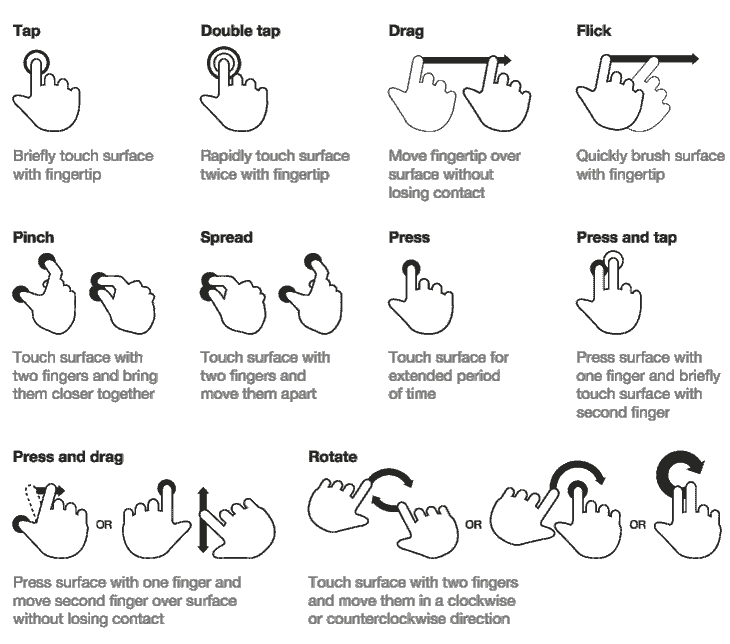 Tap
Briefly touch surface
with fingertip
Double tap
Rapidly touch surface
twice with fingertip
Drag
Move fingertip over
surface without
losing contact
Flick
Quickly brush surface
with fingertip
Pinch
Touch surface with
two fingers and bring
them closer together
Spread
Touch surface with
two fingers and
move them apart
Press
Touch surface for
extended period
of time
Press and tap
Press surface with
one finger and briefly
touch surface with
second finger
Press and drag
OR
Press surface with one finger and
move second finger over surface
without losing contact
Rotate
OR
OR
Touch surface with two fingers
and move them in a clockwise
or counterclockwise direction